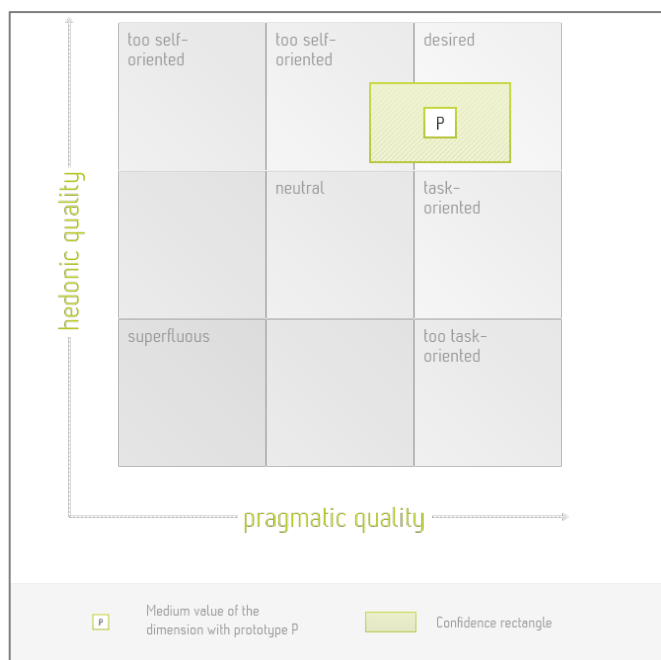 too self-
oriented
too self-
oriented
desired
P
hedonic quality
neutral
task-
oriented
superfluous
too task-
oriented
pragmatic quality
P
Medium value of the
dimension with prototype P
Confidence rectangle